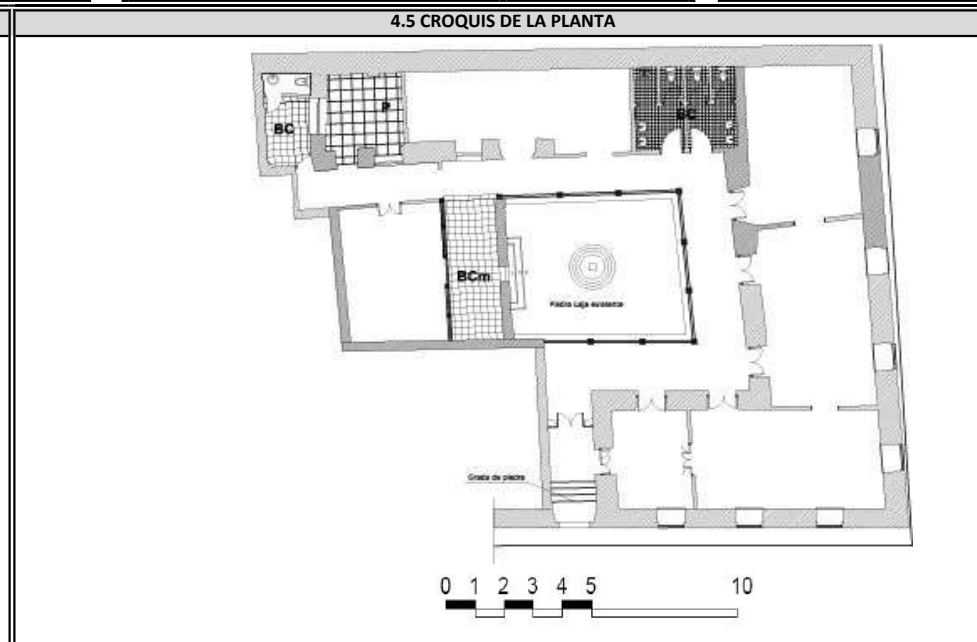 4.5 CROQUIS DE LA PLANTA
BC
P
BC
BCm
Piedra Laja existente
Grada de piedra
0 1 2 3 4 5 10